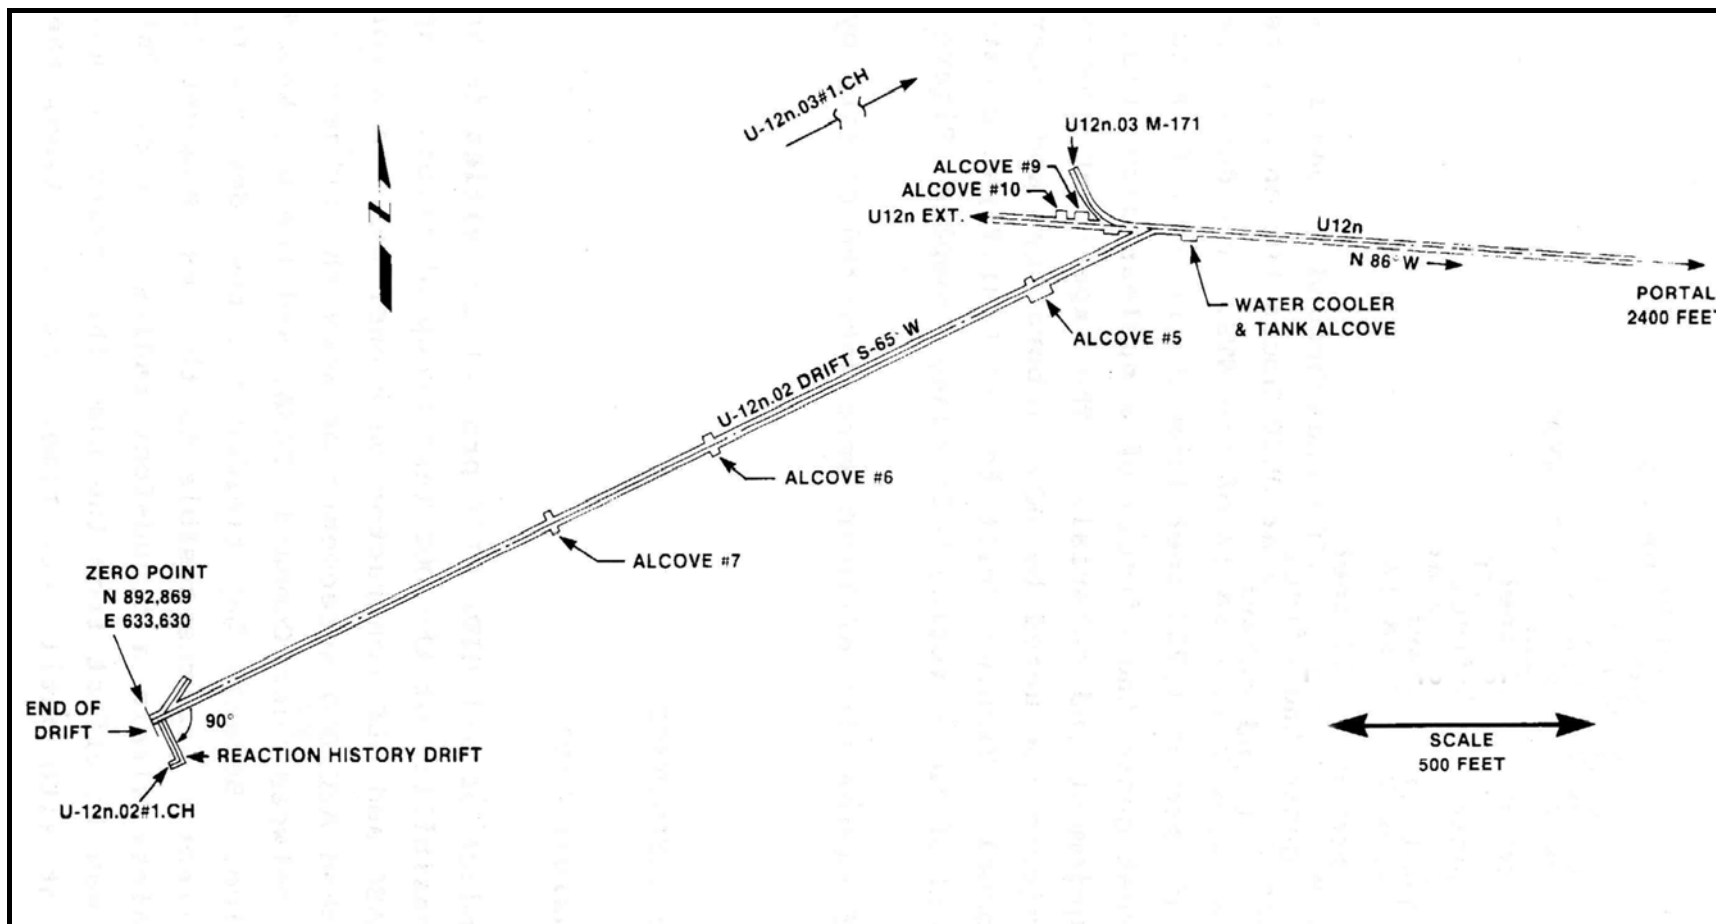 U-12n.03#1.CH
U12n.03 M-171
ALCOVE #9
ALCOVE #10
U12n EXT.
U12n
N 86° W
PORTAL
2400 FEET
WATER COOLER
& TANK ALCOVE
ALCOVE #5
U-12n.02 DRIFT S-65° W
ALCOVE #6
ALCOVE #7
N
ZERO POINT
N 892,869
E 633,630
END OF
DRIFT
90°
REACTION HISTORY DRIFT
U-12n.02#1.CH
SCALE
500 FEET